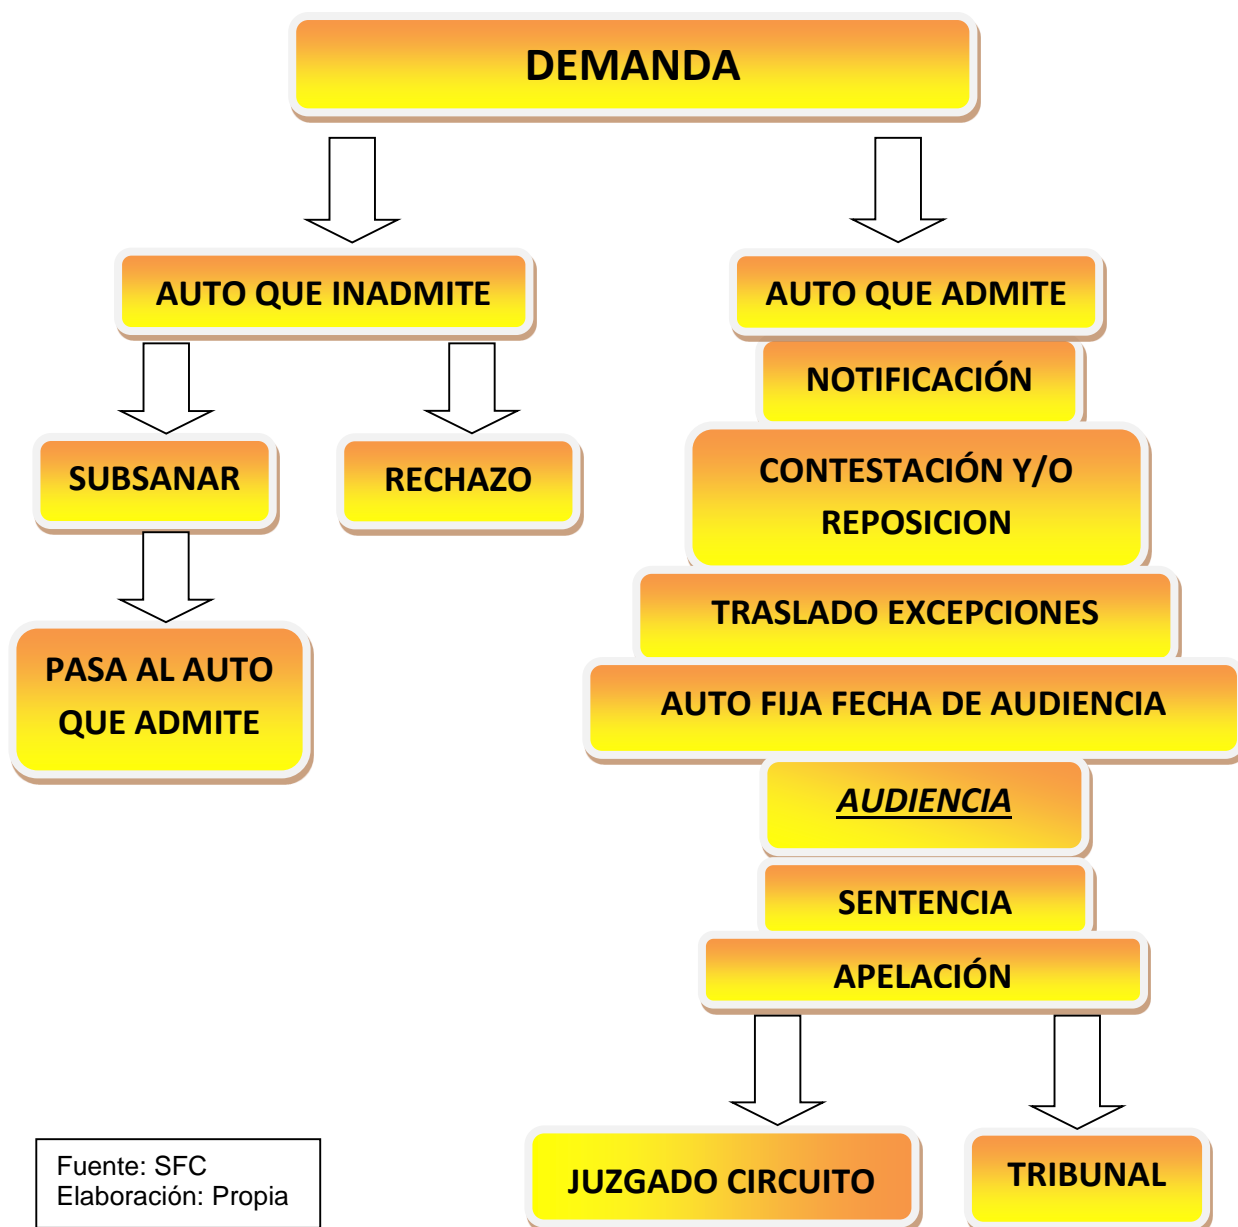 DEMANDA
AUTO QUE INADMITE
AUTO QUE ADMITE
NOTIFICACIÓN
SUBSANAR
RECHAZO
CONTESTACIÓN Y/O
REPOSICION
TRASLADO EXCEPCIONES
PASA AL AUTO
QUE ADMITE
AUTO FIJA FECHA DE AUDIENCIA
AUDIENCIA
SENTENCIA
APELACIÓN
JUZGADO CIRCUITO
TRIBUNAL
Fuente: SFC
Elaboración: Propia